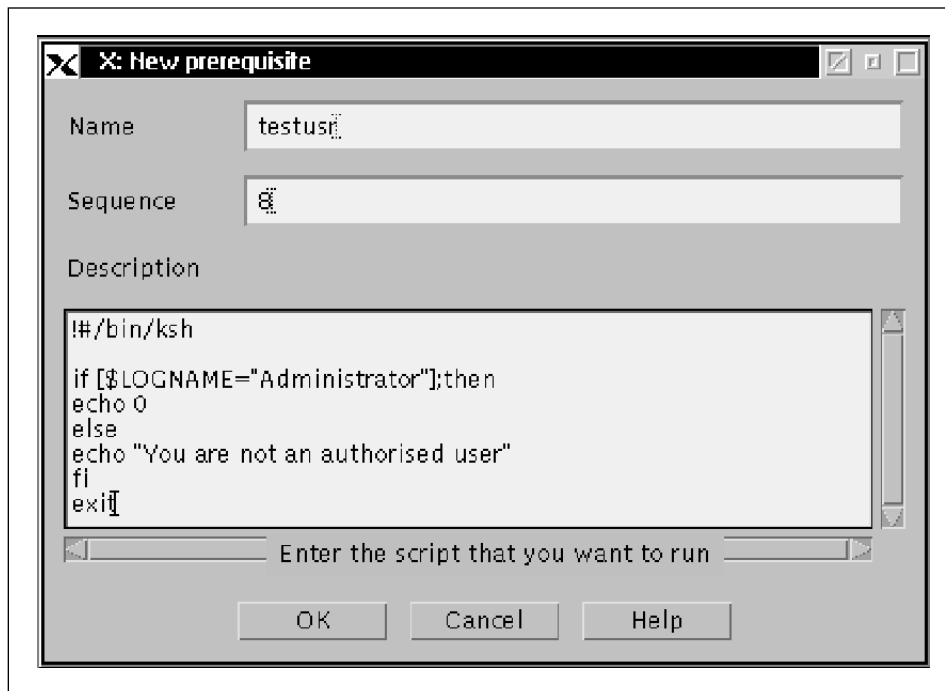 X: New prerequisite
Name testusr
Sequence 8
Description
!#/bin/ksh
if [$LOGNAME="Administrator"];then
echo 0
else
echo "You are not an authorised user"
fi
exit
Enter the script that you want to run
OK Cancel Help